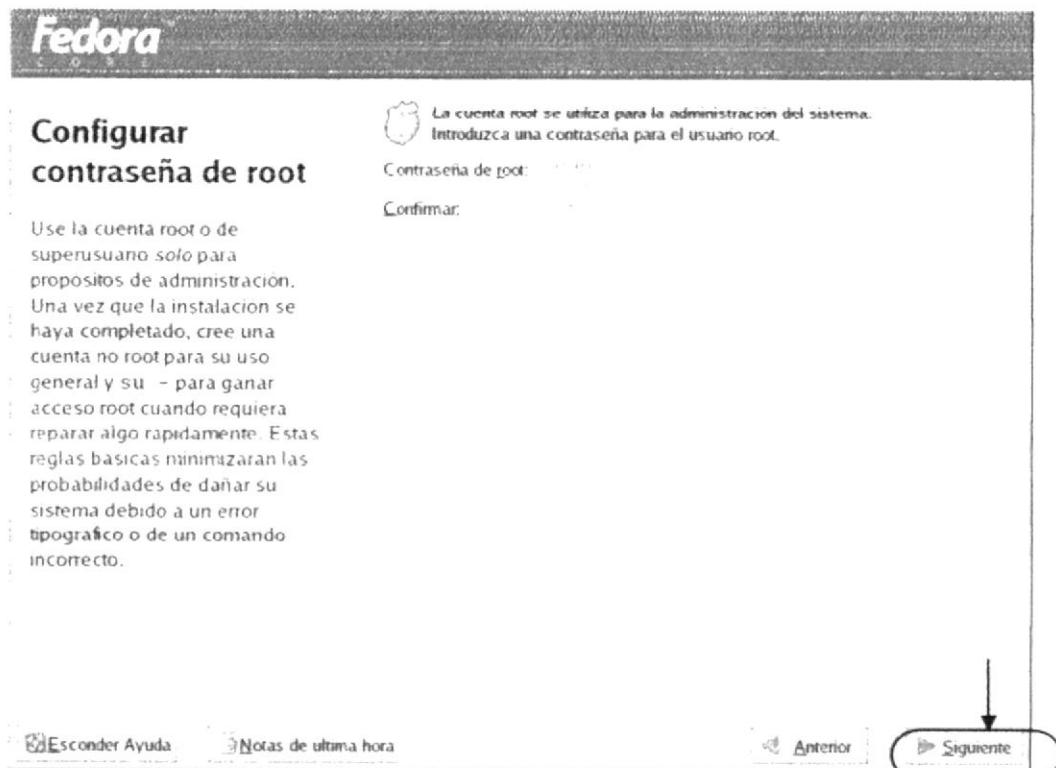 Fedora
CORE
Configurar
contraseña de root
Use la cuenta root o de
superusuario solo para
propositos de administración.
Una vez que la instalacion se
haya completado, cree una
cuenta no root para su uso
general y su - para ganar
acceso root cuando requiera
reparar algo rapidamente. Estas
reglas basicas minimizaran las
probabilidades de dañar su
sistema debido a un error
tipografico o de un comando
incorrecto.
La cuenta root se utiliza para la administración del sistema.
Introduzca una contraseña para el usuario root.
Contraseña de root:
Confirmar:
Esconder Ayuda
Notas de ultima hora
Anterior
Siguiente